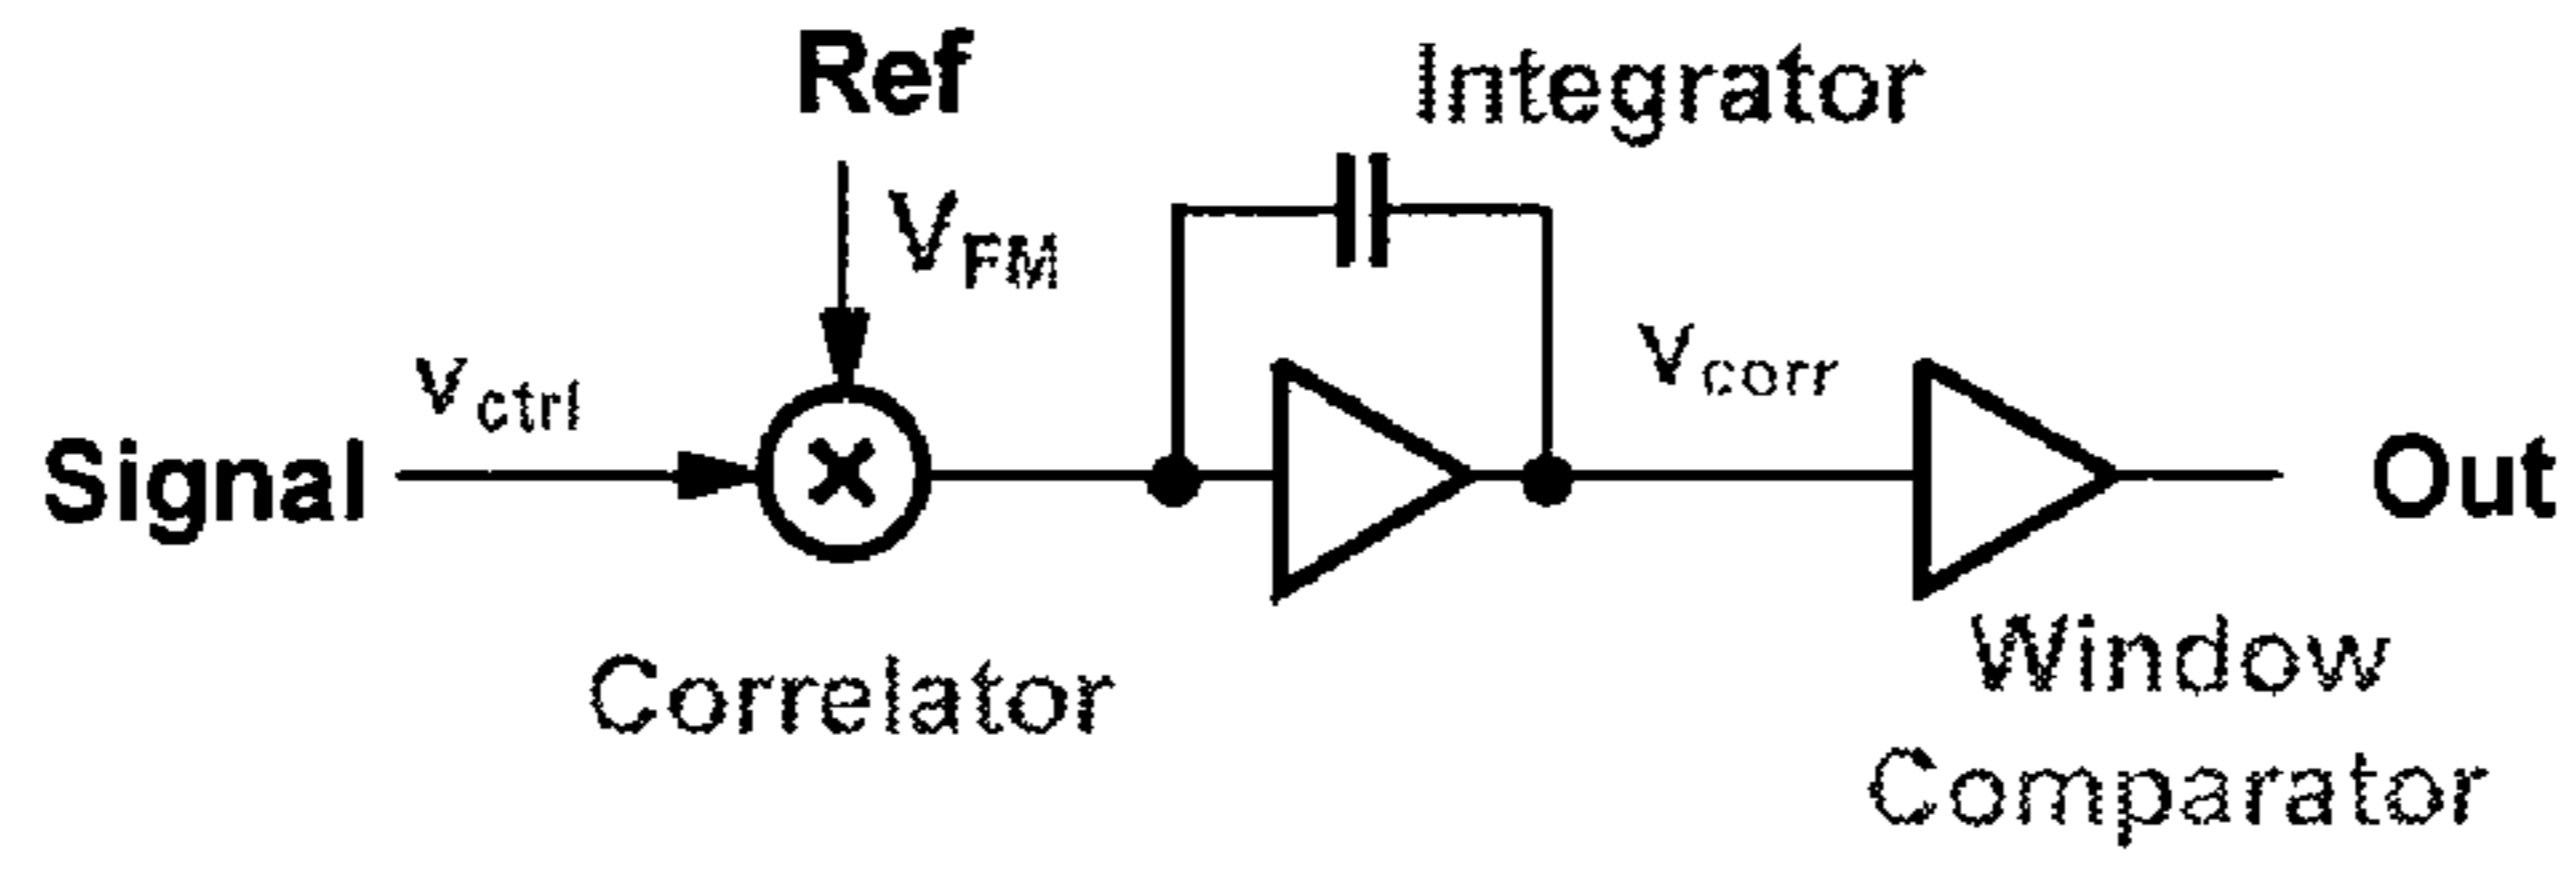 Ref
Integrator
VFM
vctrl
vcorr
Signal
×
Out
Correlator
Window
Comparator